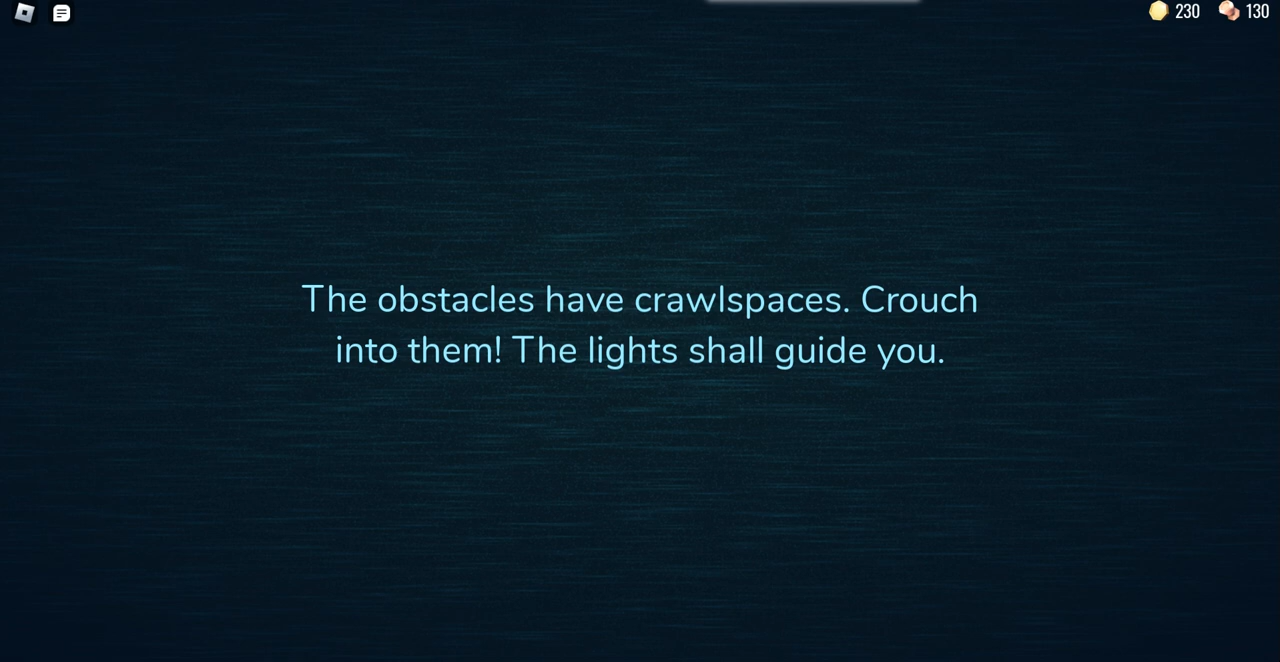 230 130
The obstacles have crawlspaces. Crouch
into them! The lights shall guide you.